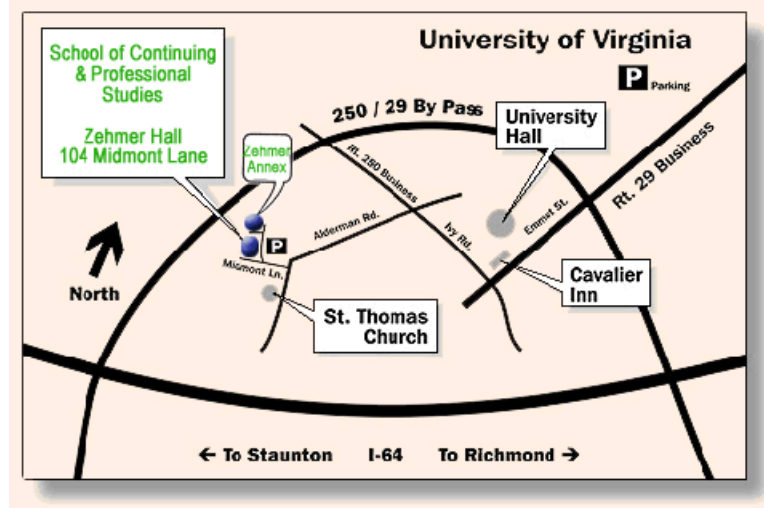 University of Virginia
School of Continuing
& Professional
Studies
Zehmer Hall
104 Midmont Lane
P Parking
250 / 29 By Pass
University
Hall
Zehmer
Annex
Rt. 250 Business
Rt. 29 Business
Alderman Rd.
Emmet St.
Ivy Rd.
P
Midmont Ln.
Cavalier
Inn
North
St. Thomas
Church
← To Staunton I-64 To Richmond →